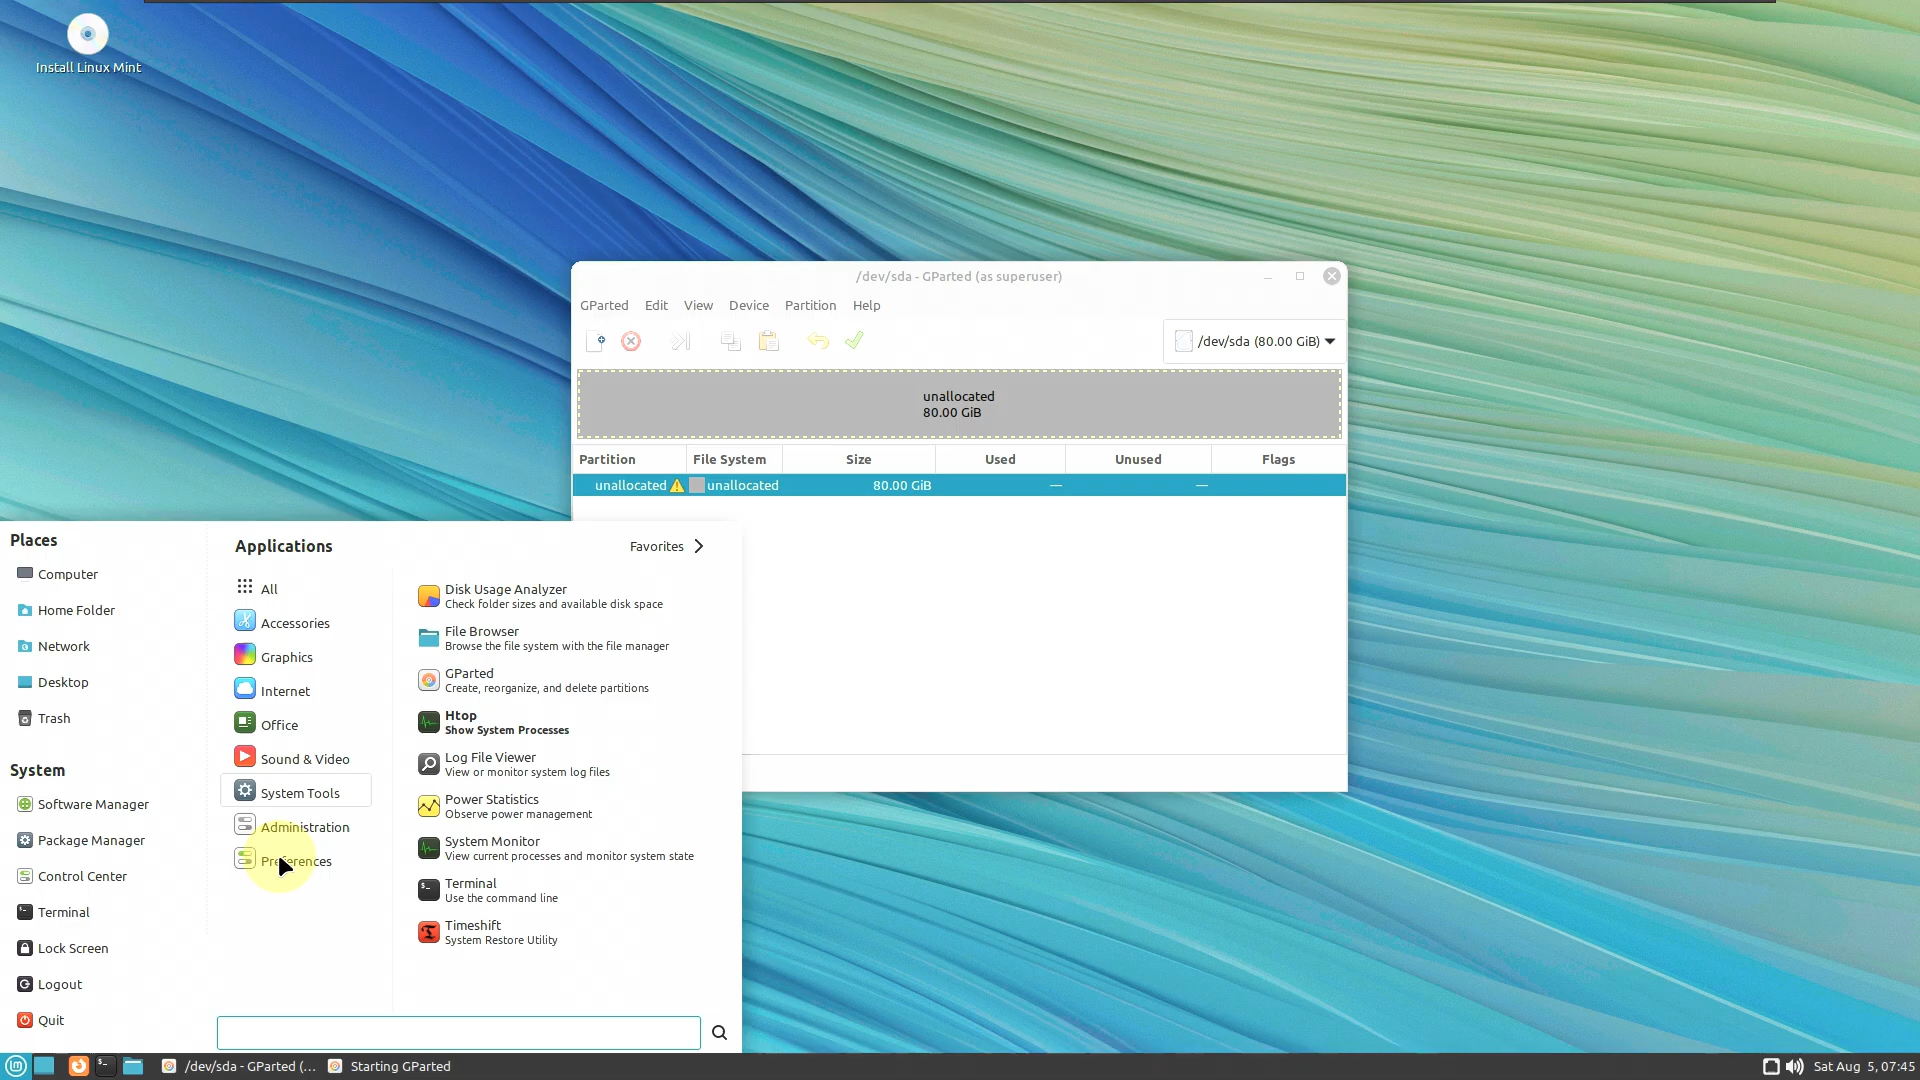 Install Linux Mint
/dev/sda - GParted (as superuser)
GParted Edit View Device Partition Help
/dev/sda (80.00 GiB)
unallocated
80.00 GiB
Partition File System Size Used Unused Flags
unallocated unallocated 80.00 GiB — —
Places
Computer
Home Folder
Network
Desktop
Trash
System
Software Manager
Package Manager
Control Center
Terminal
Lock Screen
Logout
Quit
Applications
Favorites
All
Accessories
Graphics
Internet
Office
Sound & Video
System Tools
Administration
Preferences
Disk Usage Analyzer
Check folder sizes and available disk space
File Browser
Browse the file system with the file manager
GParted
Create, reorganize, and delete partitions
Htop
Show System Processes
Log File Viewer
View or monitor system log files
Power Statistics
Observe power management
System Monitor
View current processes and monitor system state
Terminal
Use the command line
Timeshift
System Restore Utility
/dev/sda - GParted (... Starting GParted Sat Aug 5, 07:45